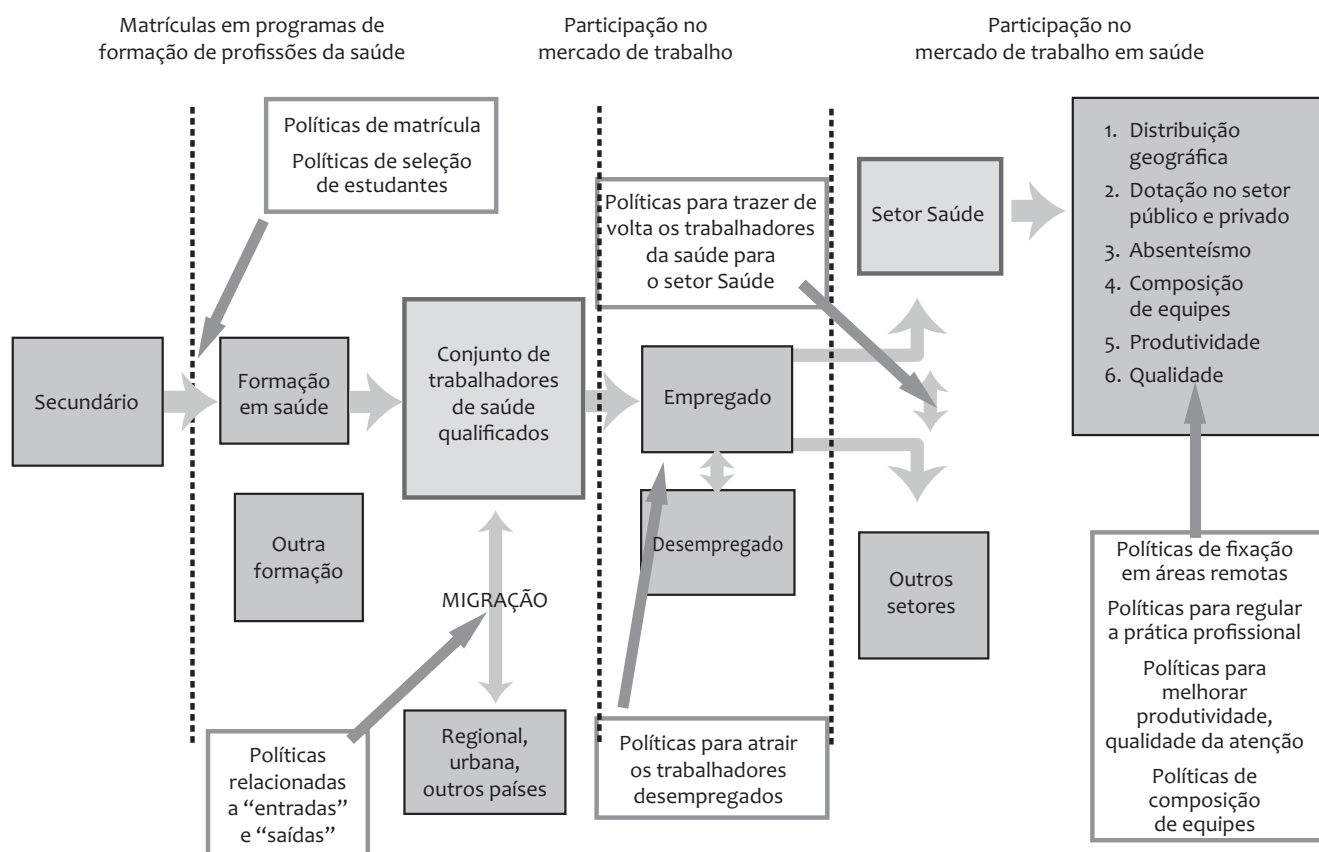 Matrículas em programas de
formação de profissões da saúde
Participação no
mercado de trabalho
Participação no
mercado de trabalho em saúde
Políticas de matrícula
Políticas de seleção
de estudantes
Políticas para trazer de
volta os trabalhadores
da saúde para
o setor Saúde
Setor Saúde
1. Distribuição
geográfica
2. Dotação no setor
público e privado
3. Absenteísmo
4. Composição
de equipes
5. Produtividade
6. Qualidade
Secundário
Formação
em saúde
Conjunto de
trabalhadores
de saúde
qualificados
Empregado
Desempregado
Outra
formação
MIGRAÇÃO
Outros
setores
Regional,
urbana,
outros países
Políticas
relacionadas
a “entradas”
e “saídas”
Políticas para atrair
os trabalhadores
desempregados
Políticas de fixação
em áreas remotas
Políticas para regular
a prática profissional
Políticas para
melhorar
produtividade,
qualidade da atenção
Políticas de
composição
de equipes